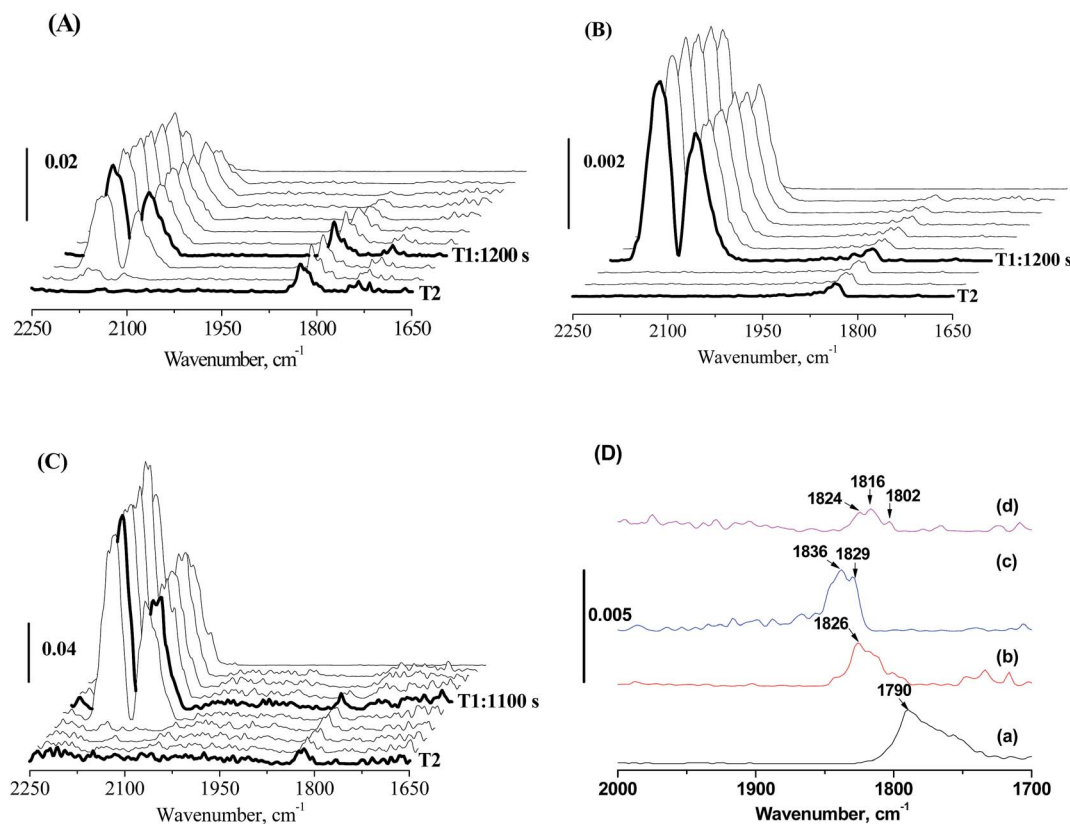 (A)
0.02
T1:1200 s
T2
2250 2100 1950 1800 1650
Wavenumber, cm⁻¹
(B)
0.002
T1:1200 s
T2
2250 2100 1950 1800 1650
Wavenumber, cm⁻¹
(C)
0.04
T1:1100 s
T2
2250 2100 1950 1800 1650
Wavenumber, cm⁻¹
(D)
1824 1816 1802 (d)
1836 1829 (c)
0.005
1826 (b)
1790 (a)
2000 1900 1800 1700
Wavenumber, cm⁻¹